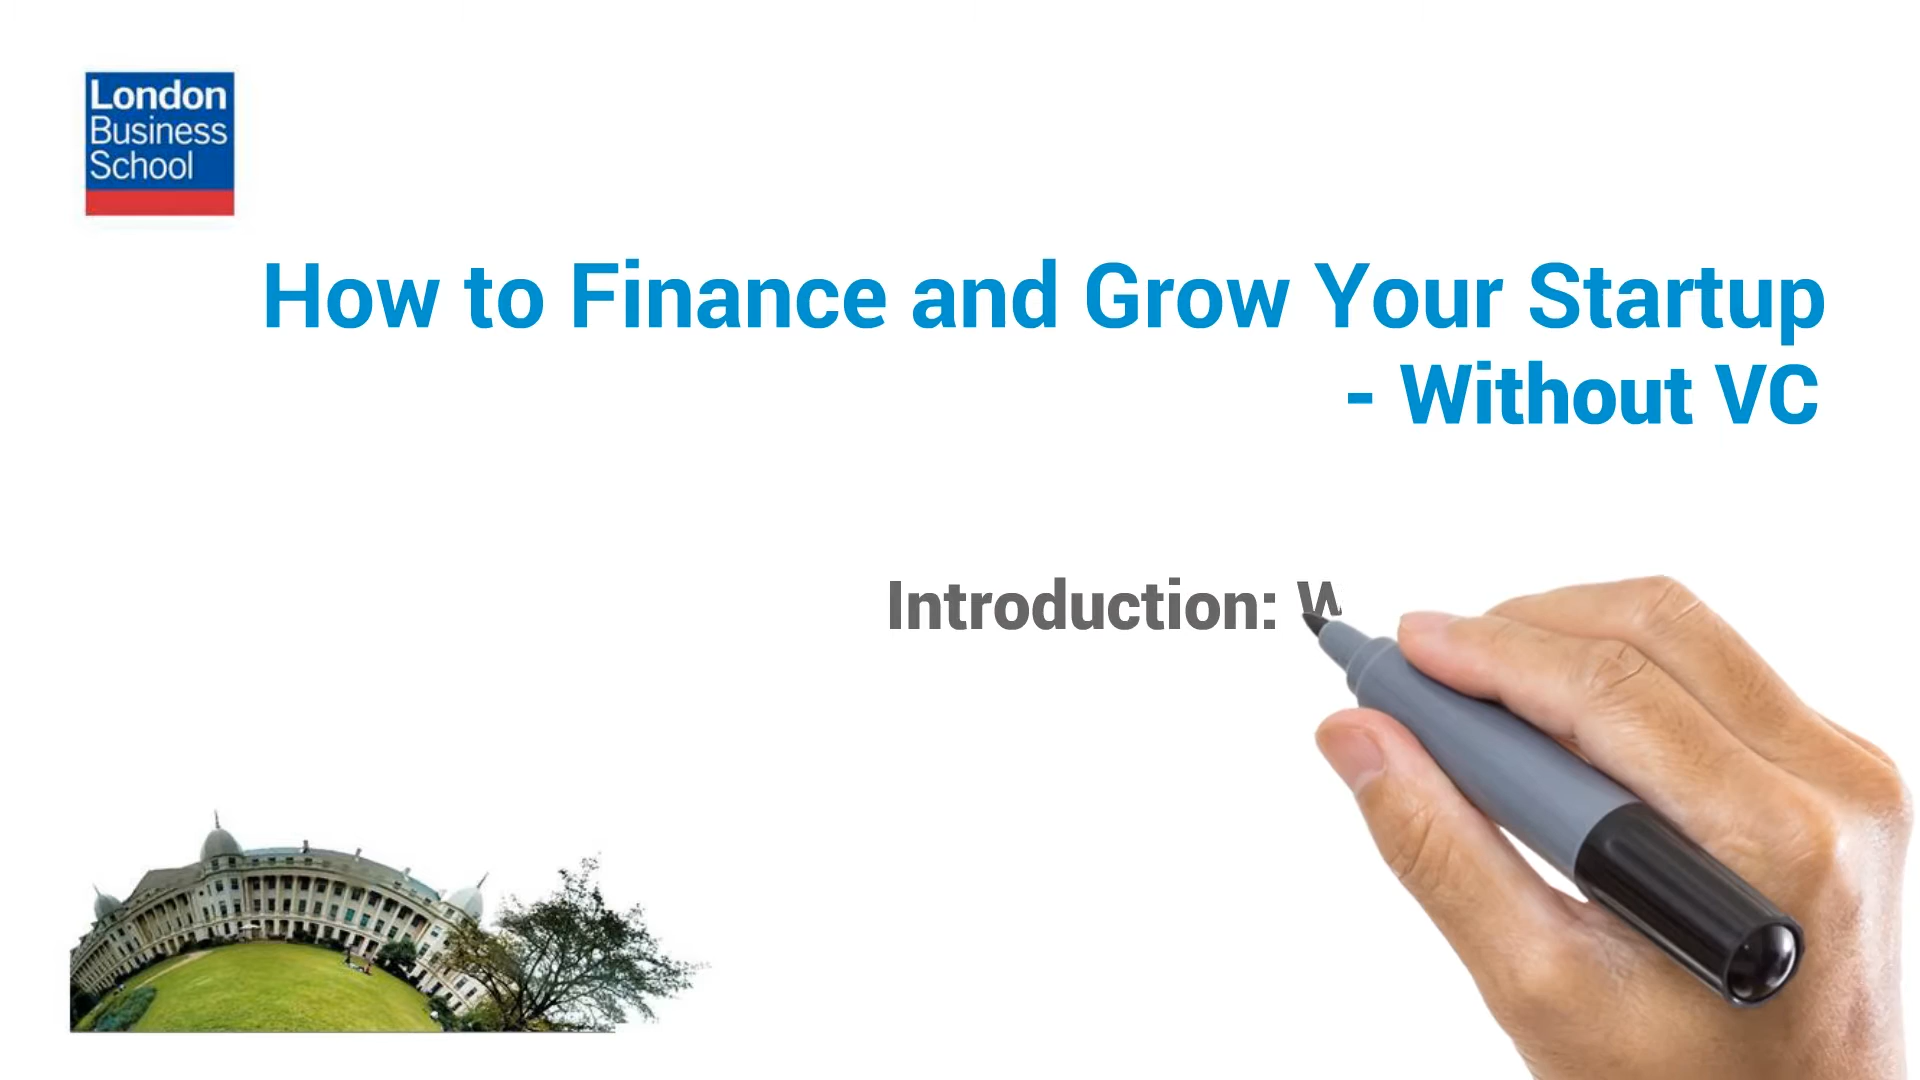 London
Business
School
How to Finance and Grow Your Startup
- Without VC
Introduction: W